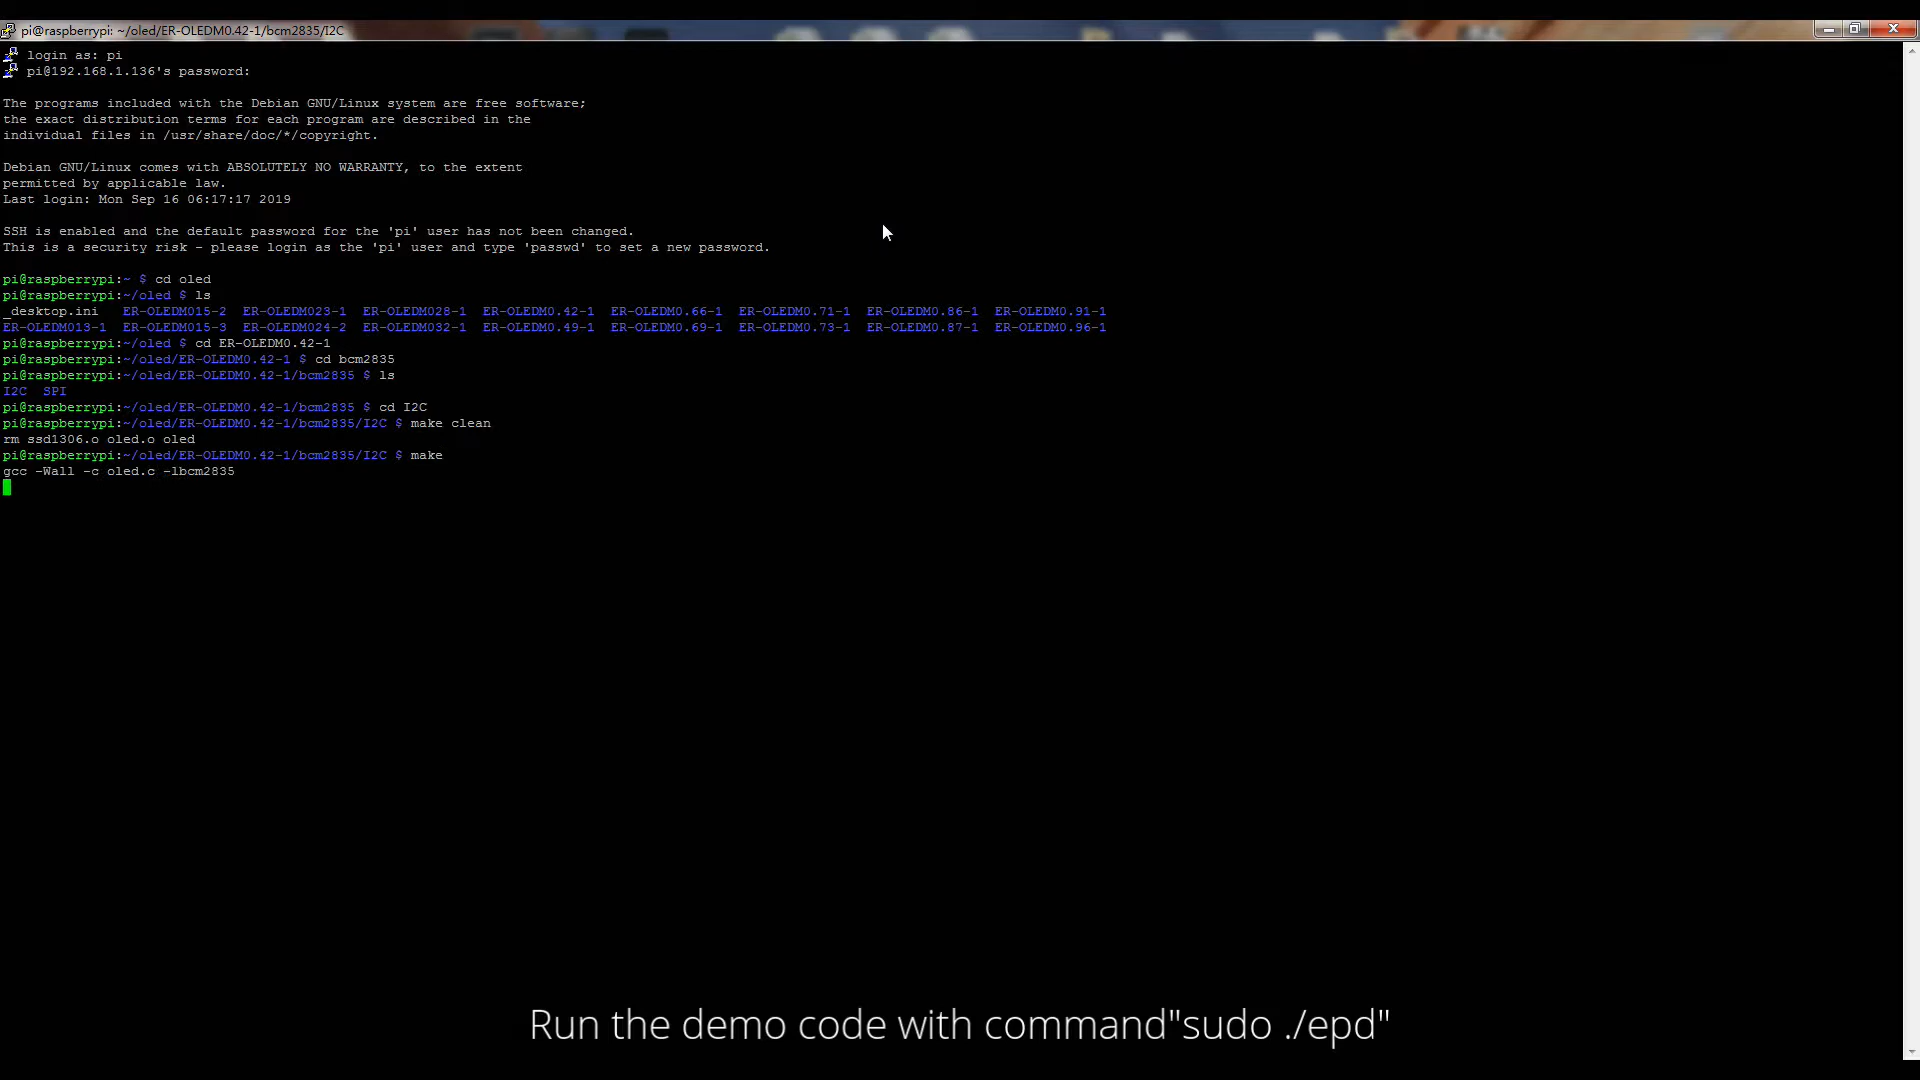 pi@raspberrypi: ~/oled/ER-OLEDM0.42-1/bcm2835/I2C
login as: pi
pi@192.168.1.136's password:
The programs included with the Debian GNU/Linux system are free software;
the exact distribution terms for each program are described in the
individual files in /usr/share/doc/*/copyright.
Debian GNU/Linux comes with ABSOLUTELY NO WARRANTY, to the extent
permitted by applicable law.
Last login: Mon Sep 16 06:17:17 2019
SSH is enabled and the default password for the 'pi' user has not been changed.
This is a security risk - please login as the 'pi' user and type 'passwd' to set a new password.
pi@raspberrypi:~ $ cd oled
pi@raspberrypi:~/oled $ ls
_desktop.ini ER-OLEDM015-2 ER-OLEDM023-1 ER-OLEDM028-1 ER-OLEDM0.42-1 ER-OLEDM0.66-1 ER-OLEDM0.71-1 ER-OLEDM0.86-1 ER-OLEDM0.91-1
ER-OLEDM013-1 ER-OLEDM015-3 ER-OLEDM024-2 ER-OLEDM032-1 ER-OLEDM0.49-1 ER-OLEDM0.69-1 ER-OLEDM0.73-1 ER-OLEDM0.87-1 ER-OLEDM0.96-1
pi@raspberrypi:~/oled $ cd ER-OLEDM0.42-1
pi@raspberrypi:~/oled/ER-OLEDM0.42-1 $ cd bcm2835
pi@raspberrypi:~/oled/ER-OLEDM0.42-1/bcm2835 $ ls
I2C SPI
pi@raspberrypi:~/oled/ER-OLEDM0.42-1/bcm2835 $ cd I2C
pi@raspberrypi:~/oled/ER-OLEDM0.42-1/bcm2835/I2C $ make clean
rm ssd1306.o oled.o oled
pi@raspberrypi:~/oled/ER-OLEDM0.42-1/bcm2835/I2C $ make
gcc -Wall -c oled.c -lbcm2835
Run the demo code with command"sudo ./epd"